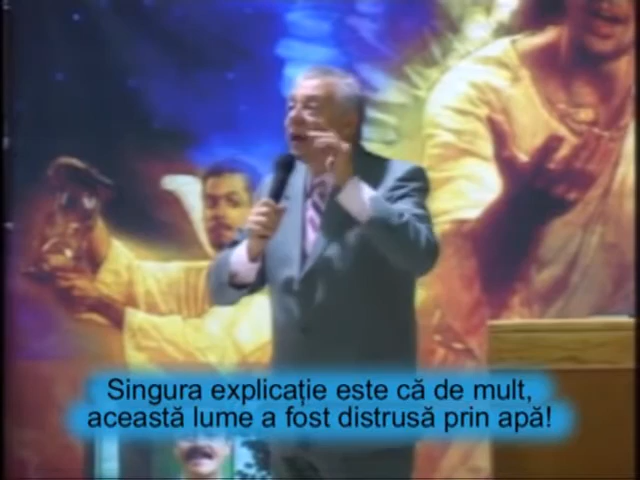 Singura explicație este că de mult,
această lume a fost distrusă prin apă!